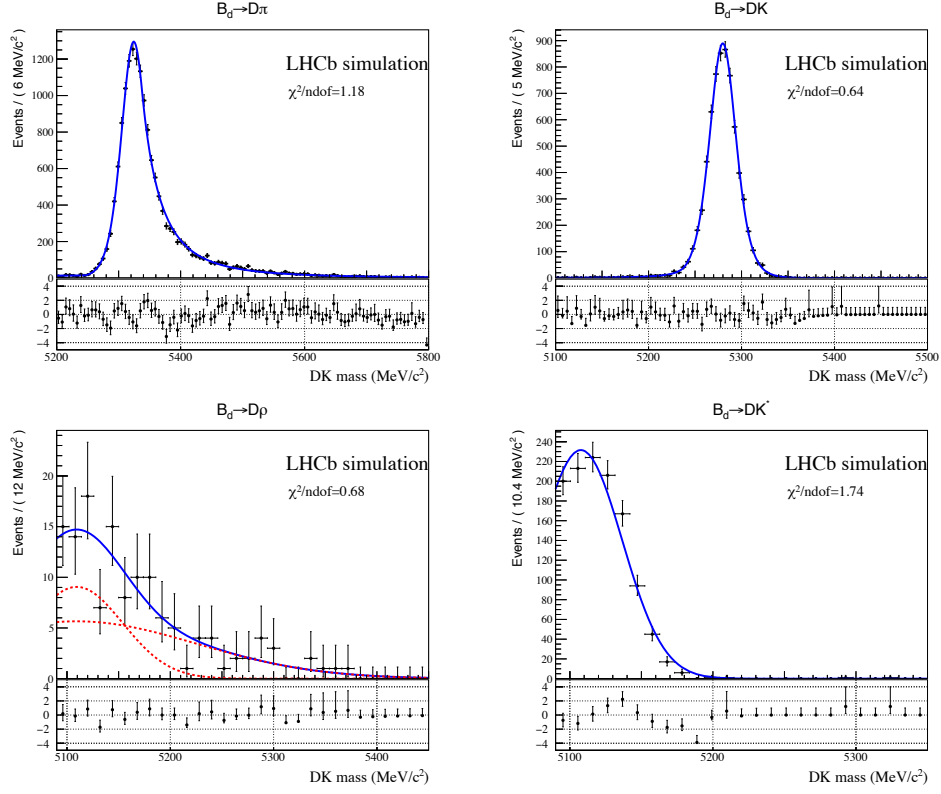 B_d→Dπ
Events / ( 6 MeV/c²)
1200
1000
800
600
400
200
0
LHCb simulation
χ²/ndof=1.18
4
2
0
−2
−4
5200 5400 5600 5800
DK mass (MeV/c²)
B_d→DK
Events / ( 5 MeV/c²)
900
800
700
600
500
400
300
200
100
0
LHCb simulation
χ²/ndof=0.64
4
2
0
−2
−4
5100 5200 5300 5400 5500
DK mass (MeV/c²)
B_d→Dρ
Events / ( 12 MeV/c²)
20
15
10
5
0
LHCb simulation
χ²/ndof=0.68
4
2
0
−2
−4
5100 5200 5300 5400
DK mass (MeV/c²)
B_d→DK*
Events / ( 10.4 MeV/c²)
240
220
200
180
160
140
120
100
80
60
40
20
0
LHCb simulation
χ²/ndof=1.74
4
2
0
−2
−4
5100 5200 5300
DK mass (MeV/c²)